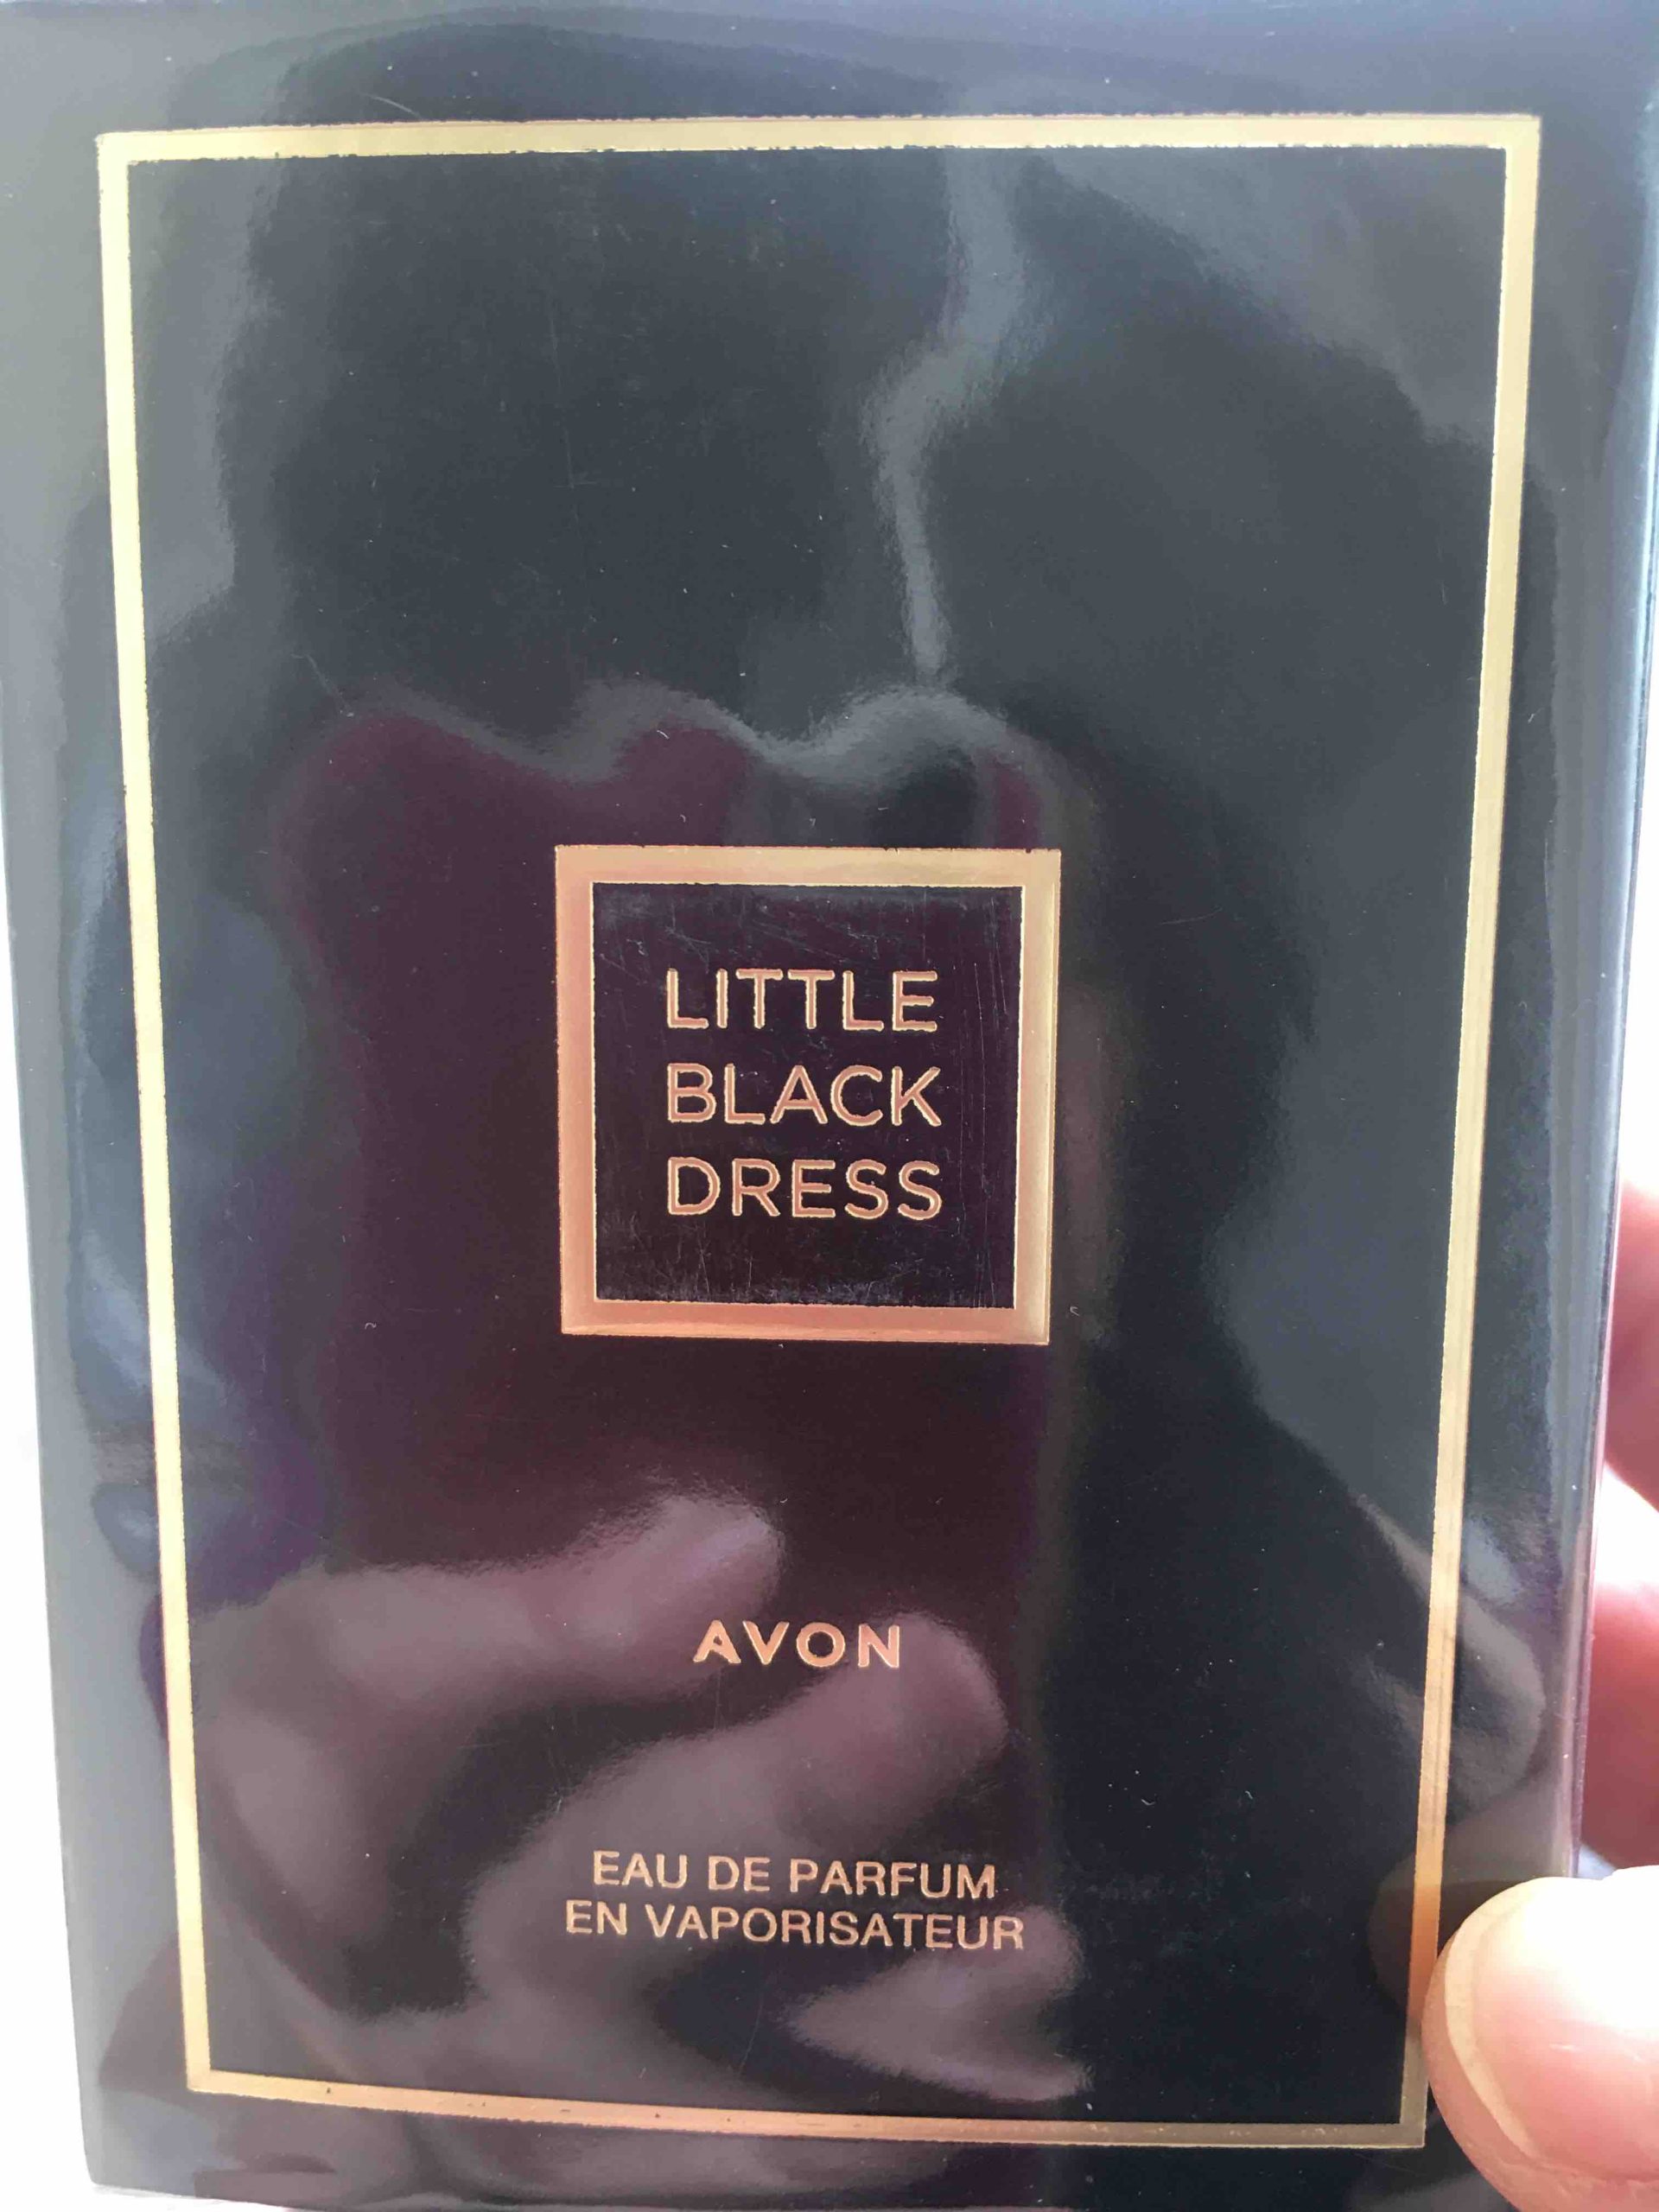 LITTLE
BLACK
DRESS
AVON
EAU DE PARFUM
EN VAPORISATEUR